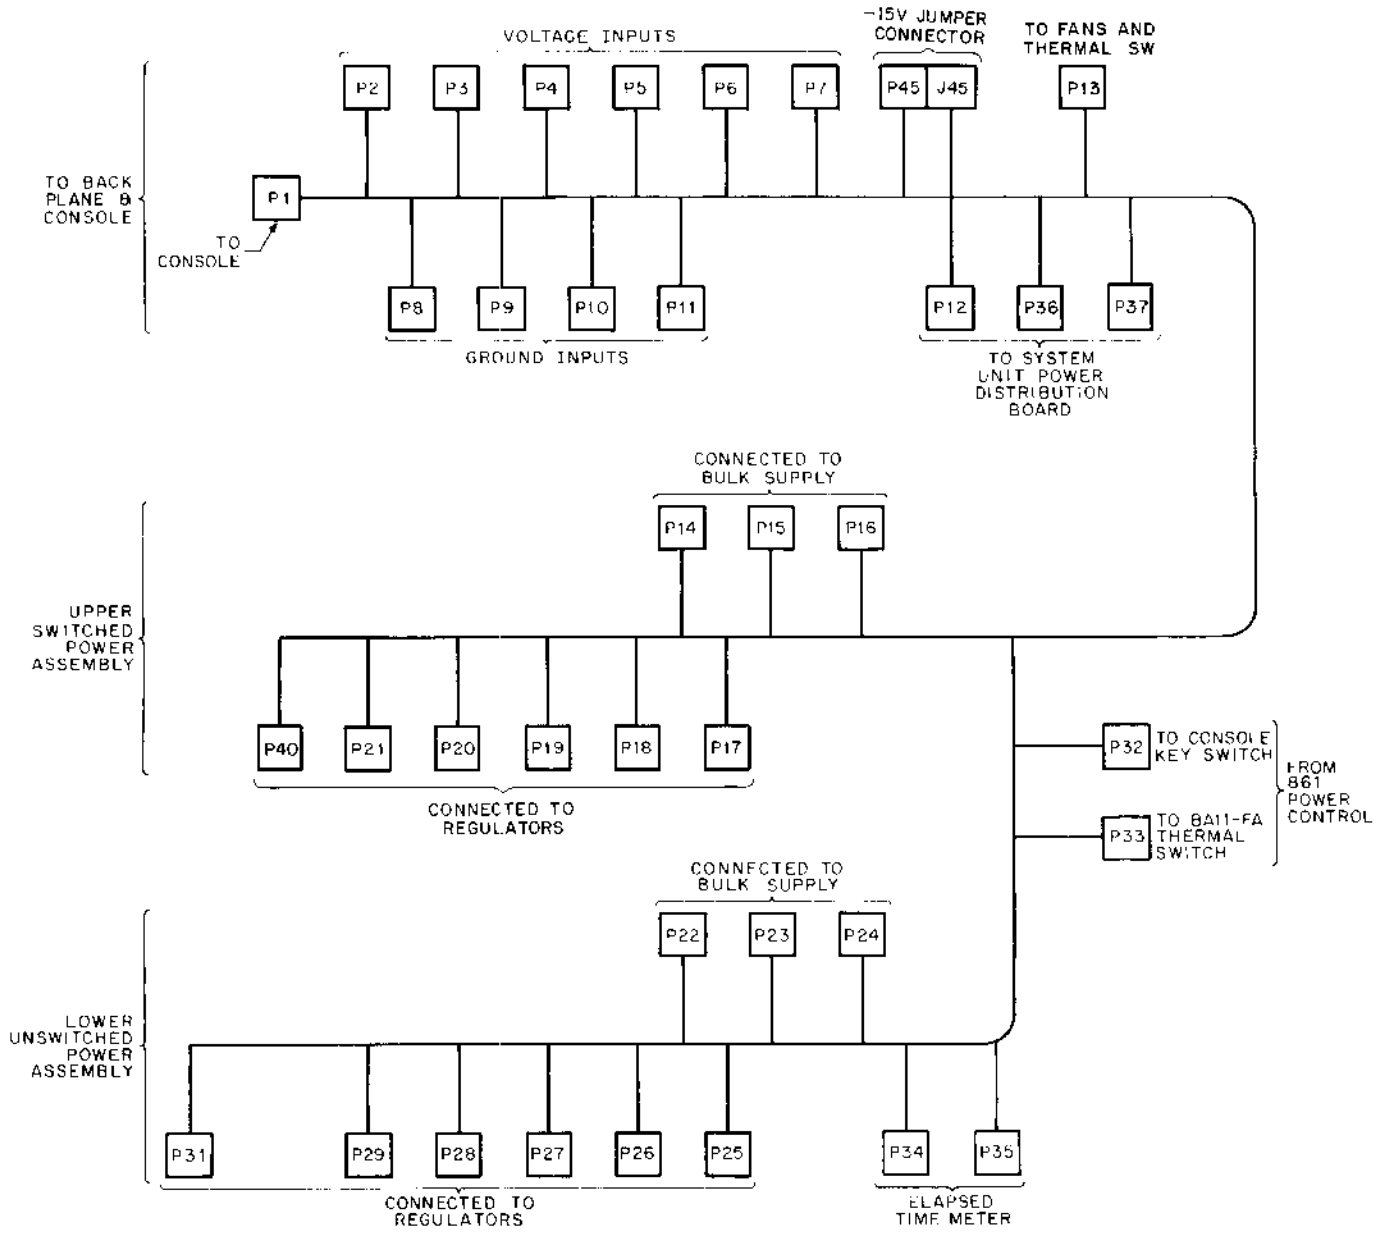 VOLTAGE INPUTS
-15V JUMPER
CONNECTOR
TO FANS AND
THERMAL SW
P2
P3
P4
P5
P6
P7
P45
J45
P13
TO BACK
PLANE &
CONSOLE
P1
TO
CONSOLE
P8
P9
P10
P11
P12
P36
P37
GROUND INPUTS
TO SYSTEM
UNIT POWER
DISTRIBUTION
BOARD
CONNECTED TO
BULK SUPPLY
P14
P15
P16
UPPER
SWITCHED
POWER
ASSEMBLY
P40
P21
P20
P19
P18
P17
CONNECTED TO
REGULATORS
P32
TO CONSOLE
KEY SWITCH
P33
TO BA11-FA
THERMAL
SWITCH
FROM
861
POWER
CONTROL
CONNECTED TO
BULK SUPPLY
P22
P23
P24
LOWER
UNSWITCHED
POWER
ASSEMBLY
P31
P29
P28
P27
P26
P25
P34
P35
CONNECTED TO
REGULATORS
ELAPSED
TIME METER